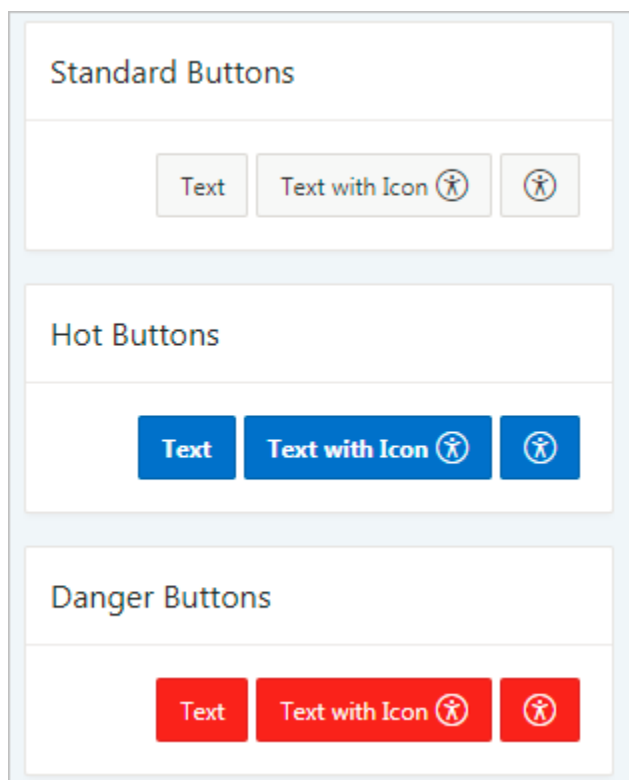 Standard Buttons
Text Text with Icon
Hot Buttons
Text Text with Icon
Danger Buttons
Text Text with Icon